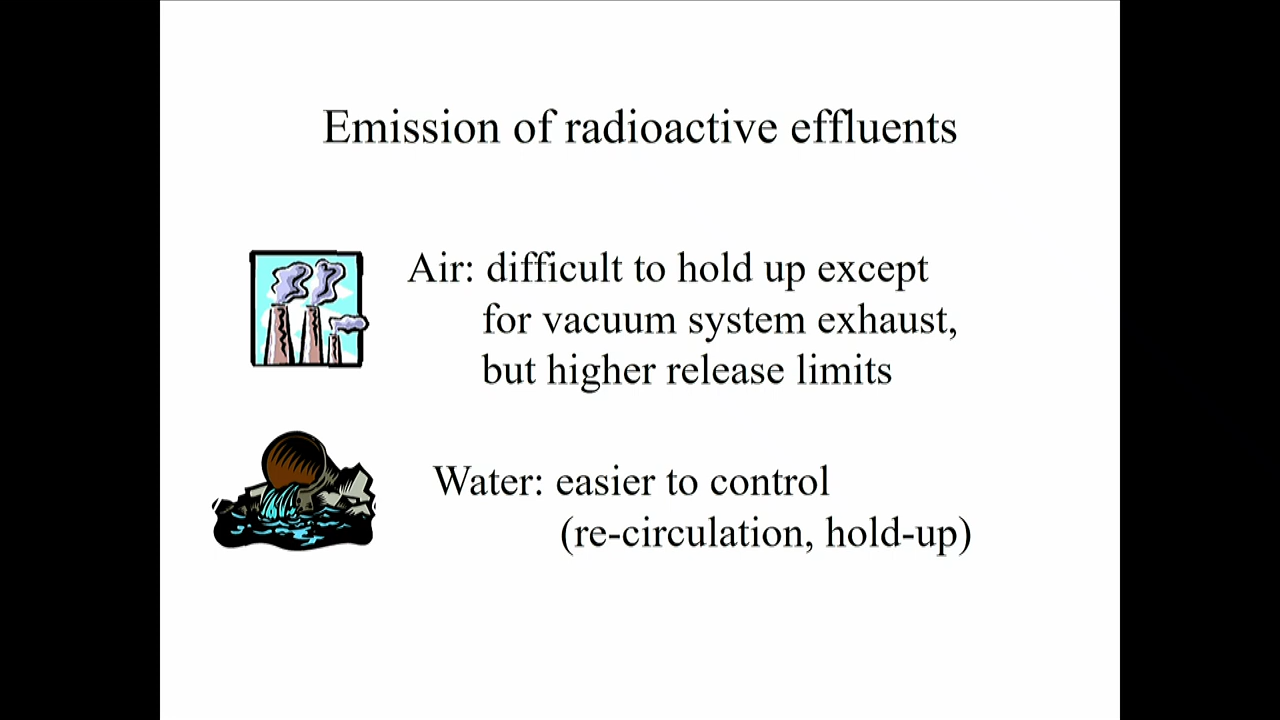 Emission of radioactive effluents
Air: difficult to hold up except
for vacuum system exhaust,
but higher release limits
Water: easier to control
(re-circulation, hold-up)